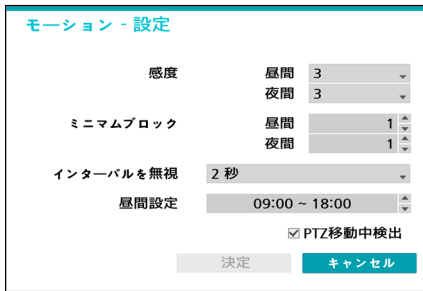 モーション - 設定
感度 昼間 3
夜間 3
ミニマムブロック 昼間 1
夜間 1
インターバルを無視 2 秒
昼間設定 09:00 ~ 18:00
PTZ移動中検出
決定 キャンセル